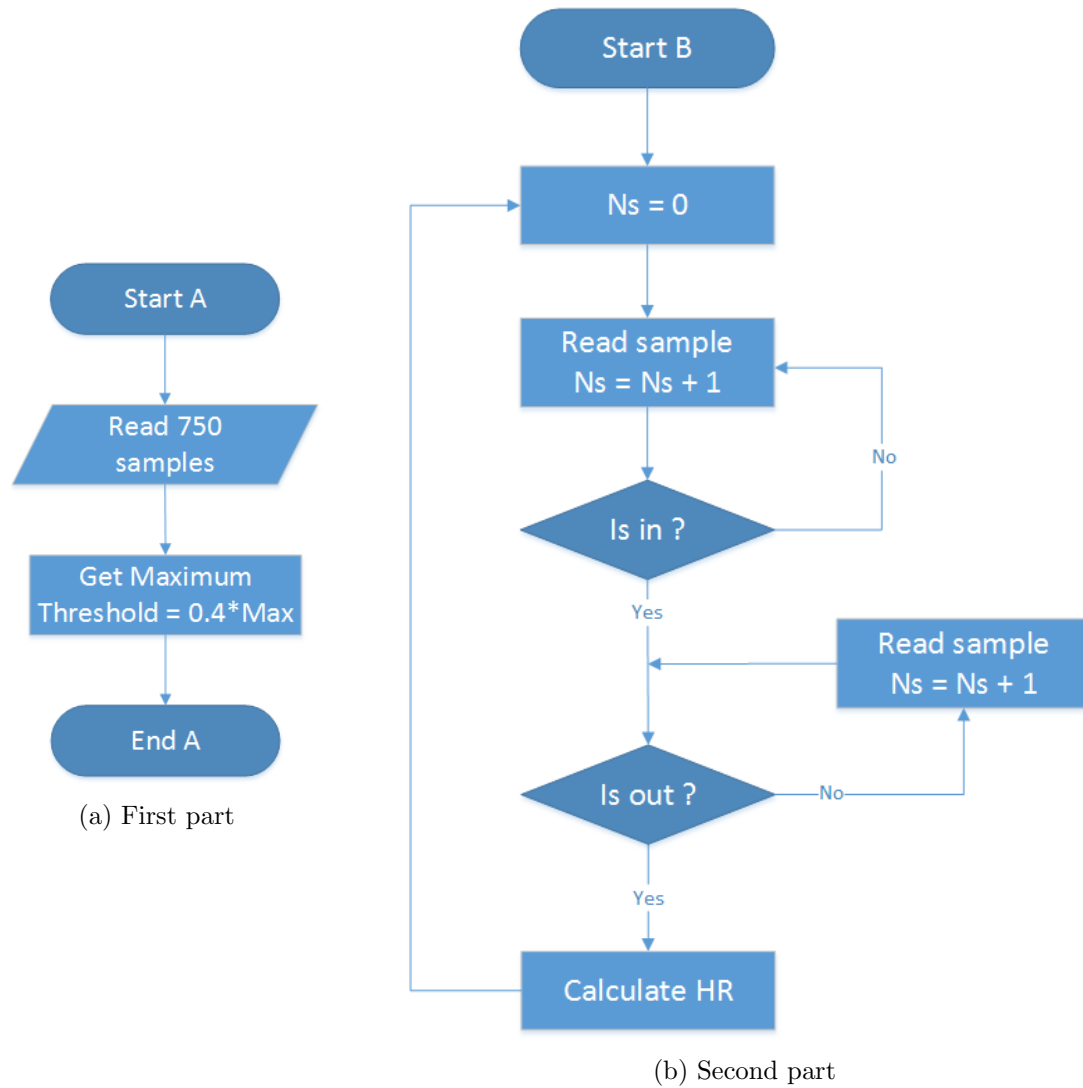 Start A
Read 750
samples
Get Maximum
Threshold = 0.4*Max
End A
(a) First part
Start B
Ns = 0
Read sample
Ns = Ns + 1
No
Is in ?
Yes
Read sample
Ns = Ns + 1
Is out ?
No
Yes
Calculate HR
(b) Second part